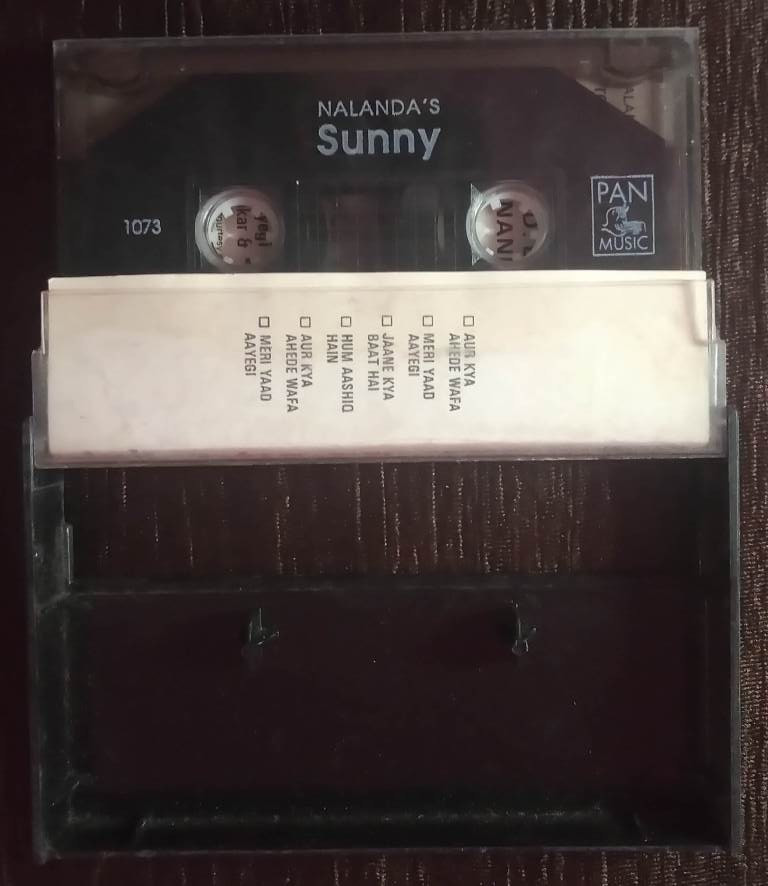 NALANDA'S
Sunny
1073
PAN
MUSIC
□ AUR KYA
AHEDE WAFA
□ MERI YAAD
AAYEGI
□ JAANE KYA
BAAT HAI
□ HUM AASHIQ
HAIN
□ AUR KYA
AHEDE WAFA
□ MERI YAAD
AAYEGI